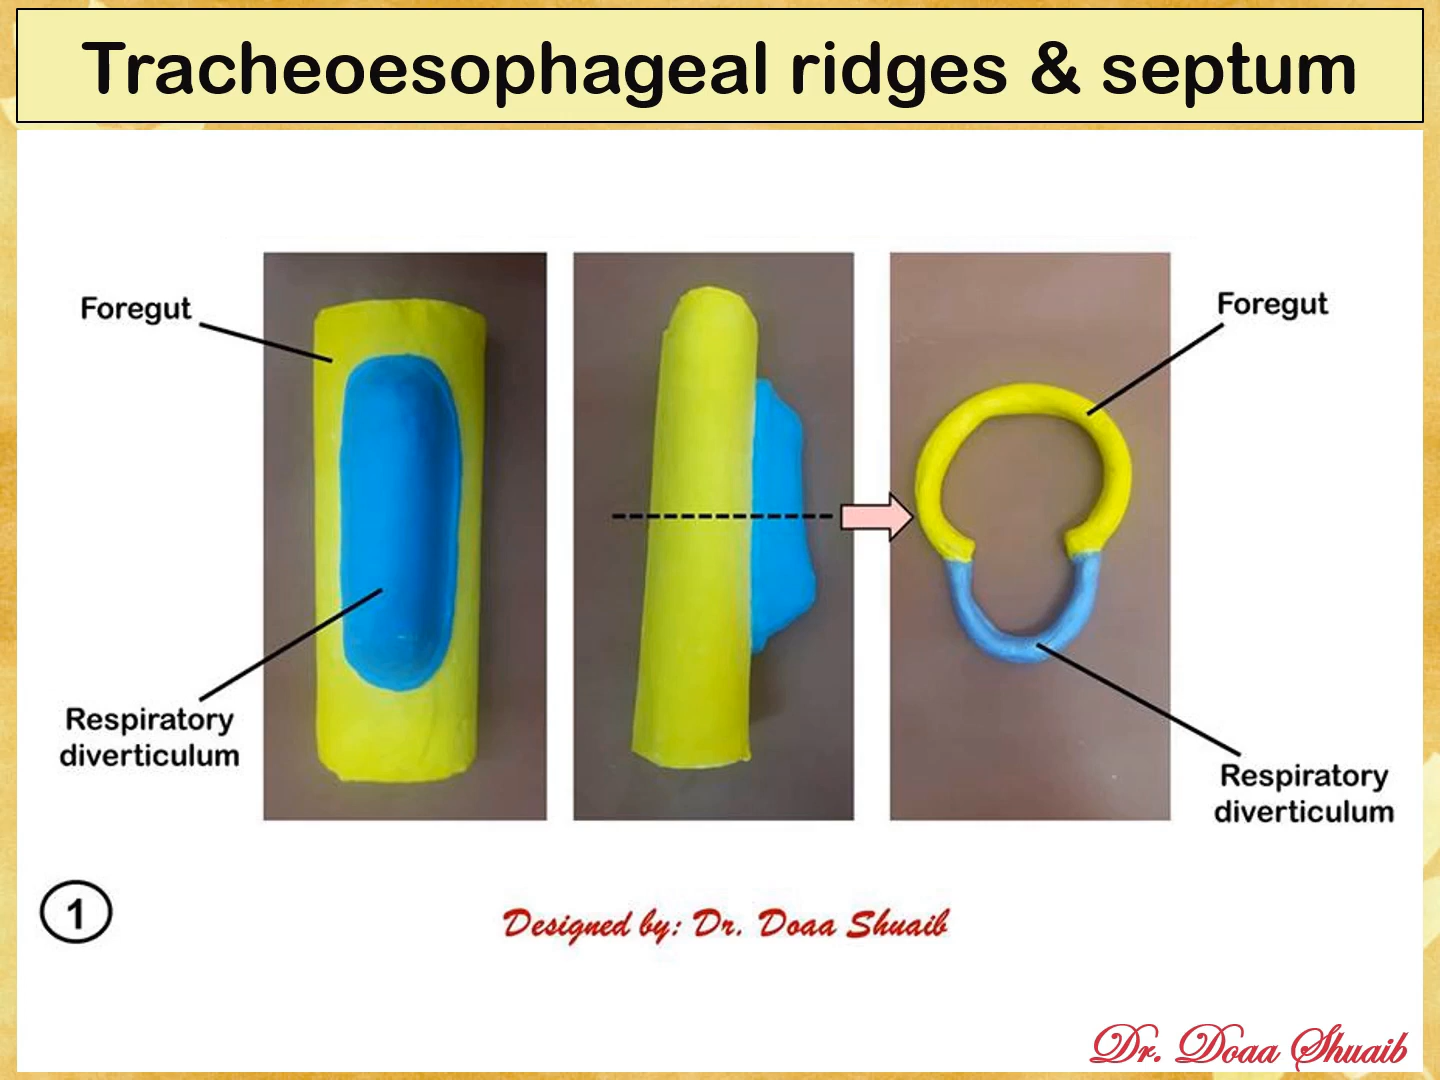 Tracheoesophageal ridges & septum
Foregut
Foregut
Respiratory
diverticulum
Respiratory
diverticulum
1
Designed by: Dr. Doaa Shuaib
Dr. Doaa Shuaib